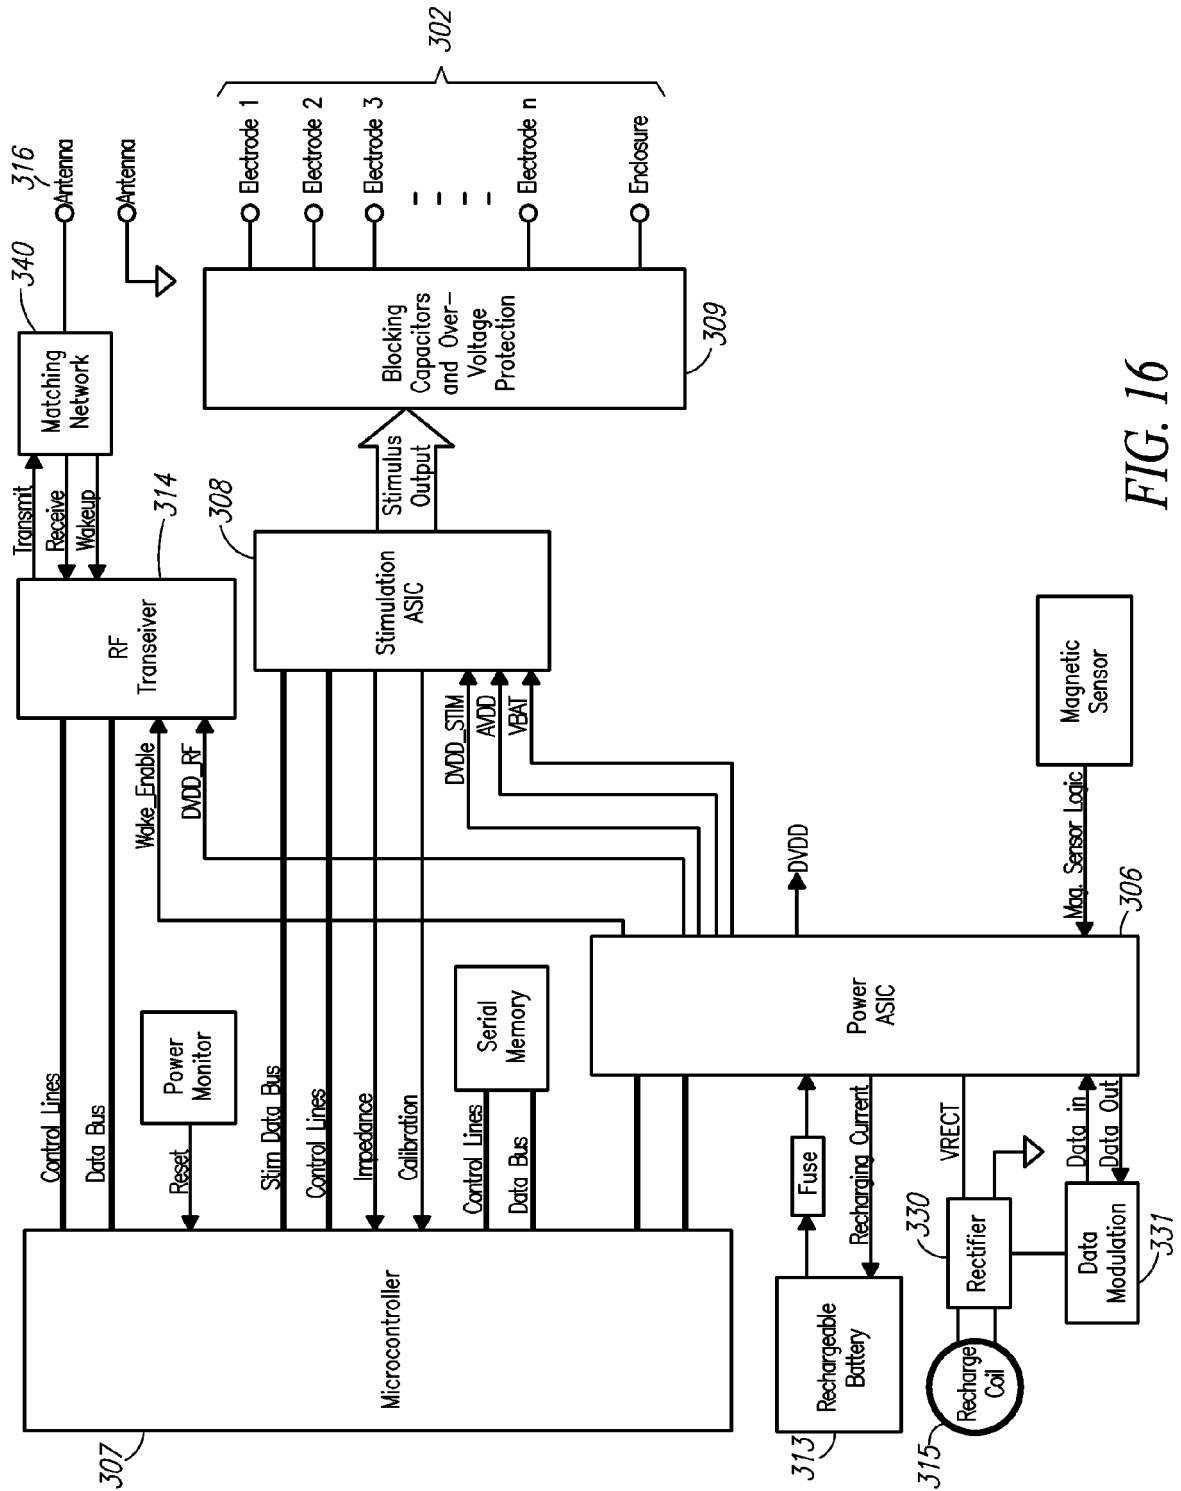 302
316
Antenna
Antenna
340
Matching
Network
Transmit
Receive
Wakeup
314
RF
Transeiver
Wake_Enable
DVDD_RF
Control Lines
Data Bus
Power
Monitor
Reset
Electrode 1
Electrode 2
Electrode 3
Electrode n
Enclosure
Blocking
Capacitors
and Over-
Voltage
Protection
309
Stimulus
Output
308
Stimulation
ASIC
DVDD_STIM
AVDD
VBAT
Stim Data Bus
Control Lines
Impedance
Calibration
Serial
Memory
Control Lines
Data Bus
Microcontroller
307
DVDD
Magnetic
Sensor
Mag. Sensor Logic
306
Power
ASIC
Fuse
Recharging Current
VRECT
Data in
Data Out
Rechargeable
Battery
313
330
Rectifier
Recharge
Coil
315
Data
Modulation
331
FIG. 16